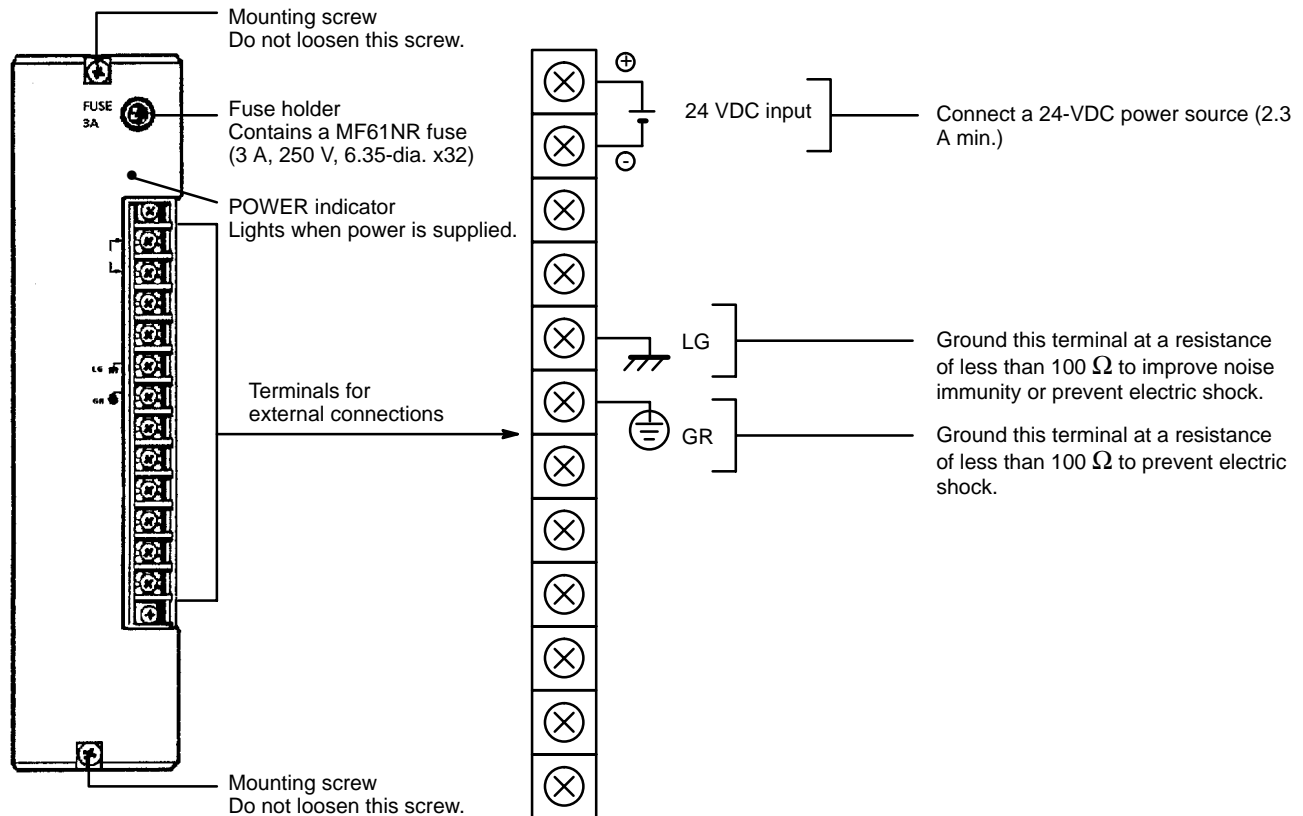 Mounting screw
Do not loosen this screw.
FUSE
3A
Fuse holder
Contains a MF61NR fuse
(3 A, 250 V, 6.35-dia. x32)
POWER indicator
Lights when power is supplied.
LG
GR
Terminals for
external connections
Mounting screw
Do not loosen this screw.
+
-
24 VDC input
Connect a 24-VDC power source (2.3
A min.)
LG
Ground this terminal at a resistance
of less than 100 Ω to improve noise
immunity or prevent electric shock.
GR
Ground this terminal at a resistance
of less than 100 Ω to prevent electric
shock.